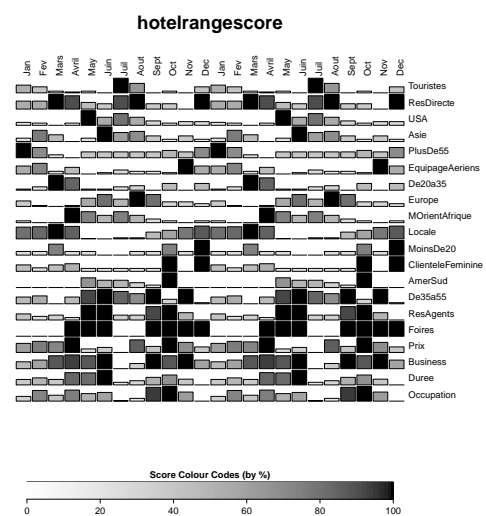 hotelrangescore
Jan Fev Mars Avril May Juin Juil Aout Sept Oct Nov Dec Jan Fev Mars Avril May Juin Juil Aout Sept Oct Nov Dec
Touristes
ResDirecte
USA
Asie
PlusDe55
EquipageAeriens
De20a35
Europe
MOrientAfrique
Locale
MoinsDe20
ClienteleFeminine
AmerSud
De35a55
ResAgents
Foires
Prix
Business
Duree
Occupation
Score Colour Codes (by %)
0 20 40 60 80 100